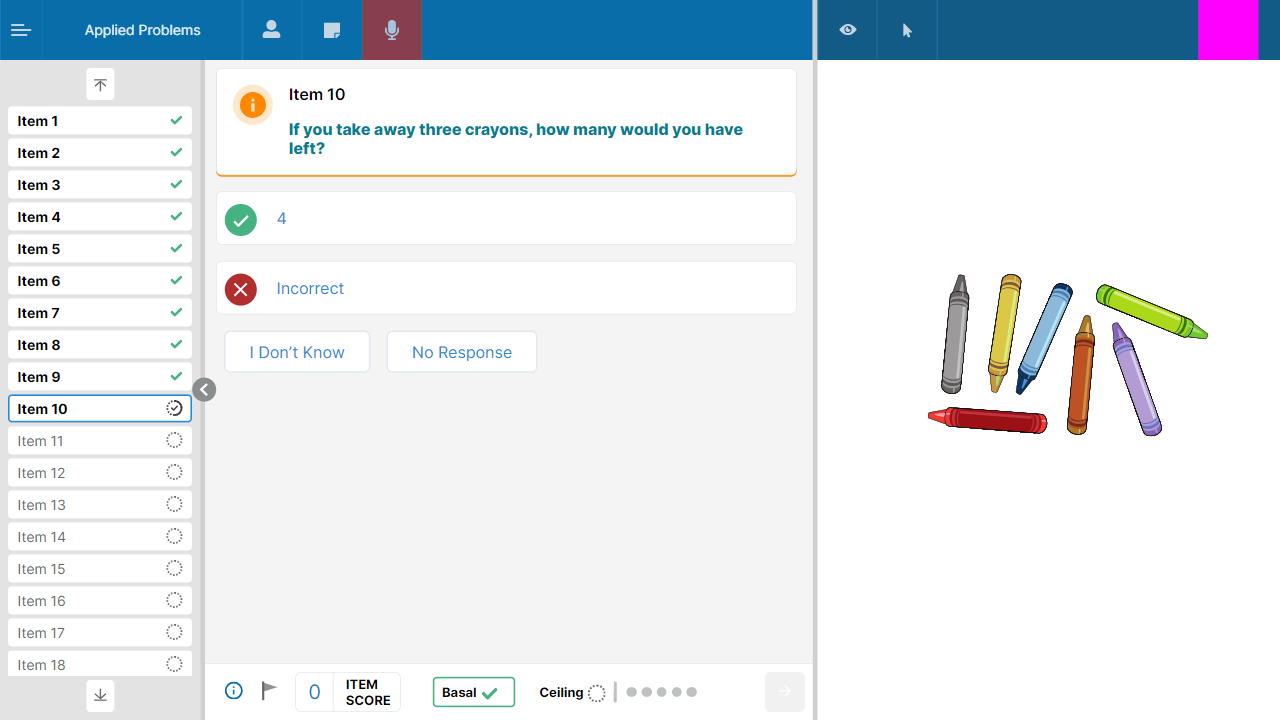 Applied Problems
Item 1
Item 2
Item 3
Item 4
Item 5
Item 6
Item 7
Item 8
Item 9
Item 10
Item 11
Item 12
Item 13
Item 14
Item 15
Item 16
Item 17
Item 18
Item 10
If you take away three crayons, how many would you have
left?
4
Incorrect
I Don’t Know
No Response
0
ITEM
SCORE
Basal
Ceiling